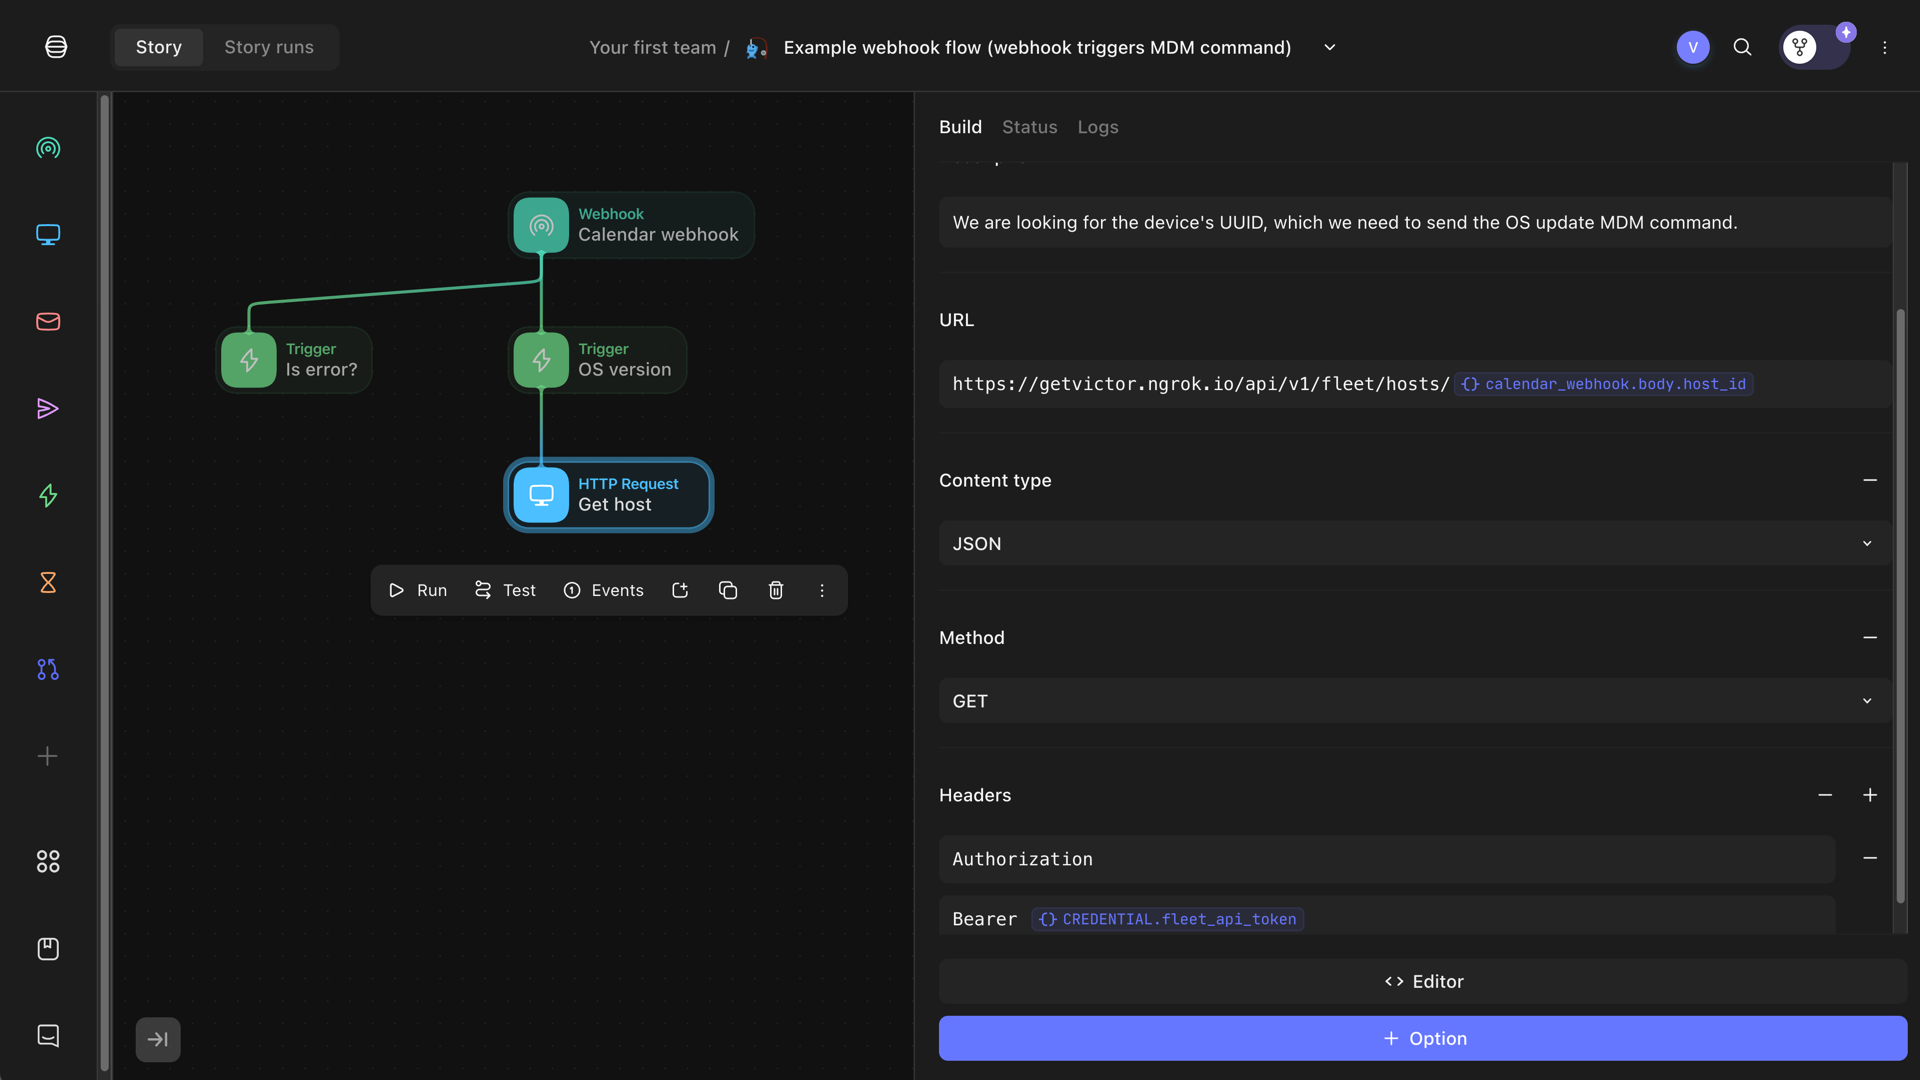 Story
Story runs
Your first team /
Example webhook flow (webhook triggers MDM command)
V
Build
Status
Logs
We are looking for the device's UUID, which we need to send the OS update MDM command.
Webhook
Calendar webhook
Trigger
Is error?
Trigger
OS version
HTTP Request
Get host
Run
Test
1
Events
URL
https://getvictor.ngrok.io/api/v1/fleet/hosts/ {} calendar_webhook.body.host_id
Content type
JSON
Method
GET
Headers
Authorization
Bearer {} CREDENTIAL.fleet_api_token
<> Editor
+ Option